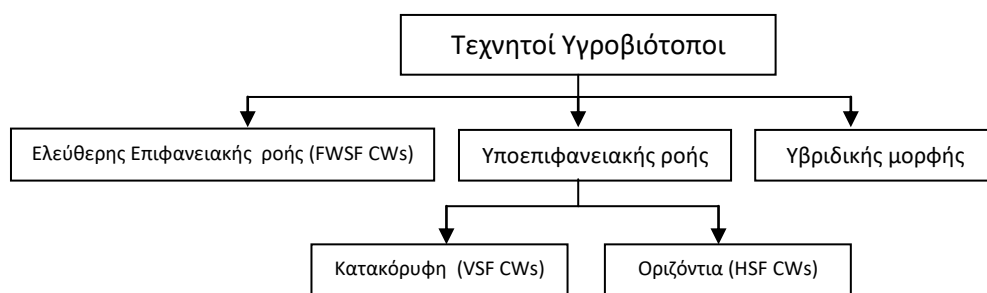 Τεχνητοί Υγροβιότοποι
Ελεύθερης Επιφανειακής ροής (FWSF CWs)
Υποεπιφανειακής ροής
Υβριδικής μορφής
Κατακόρυφη (VSF CWs)
Οριζόντια (HSF CWs)